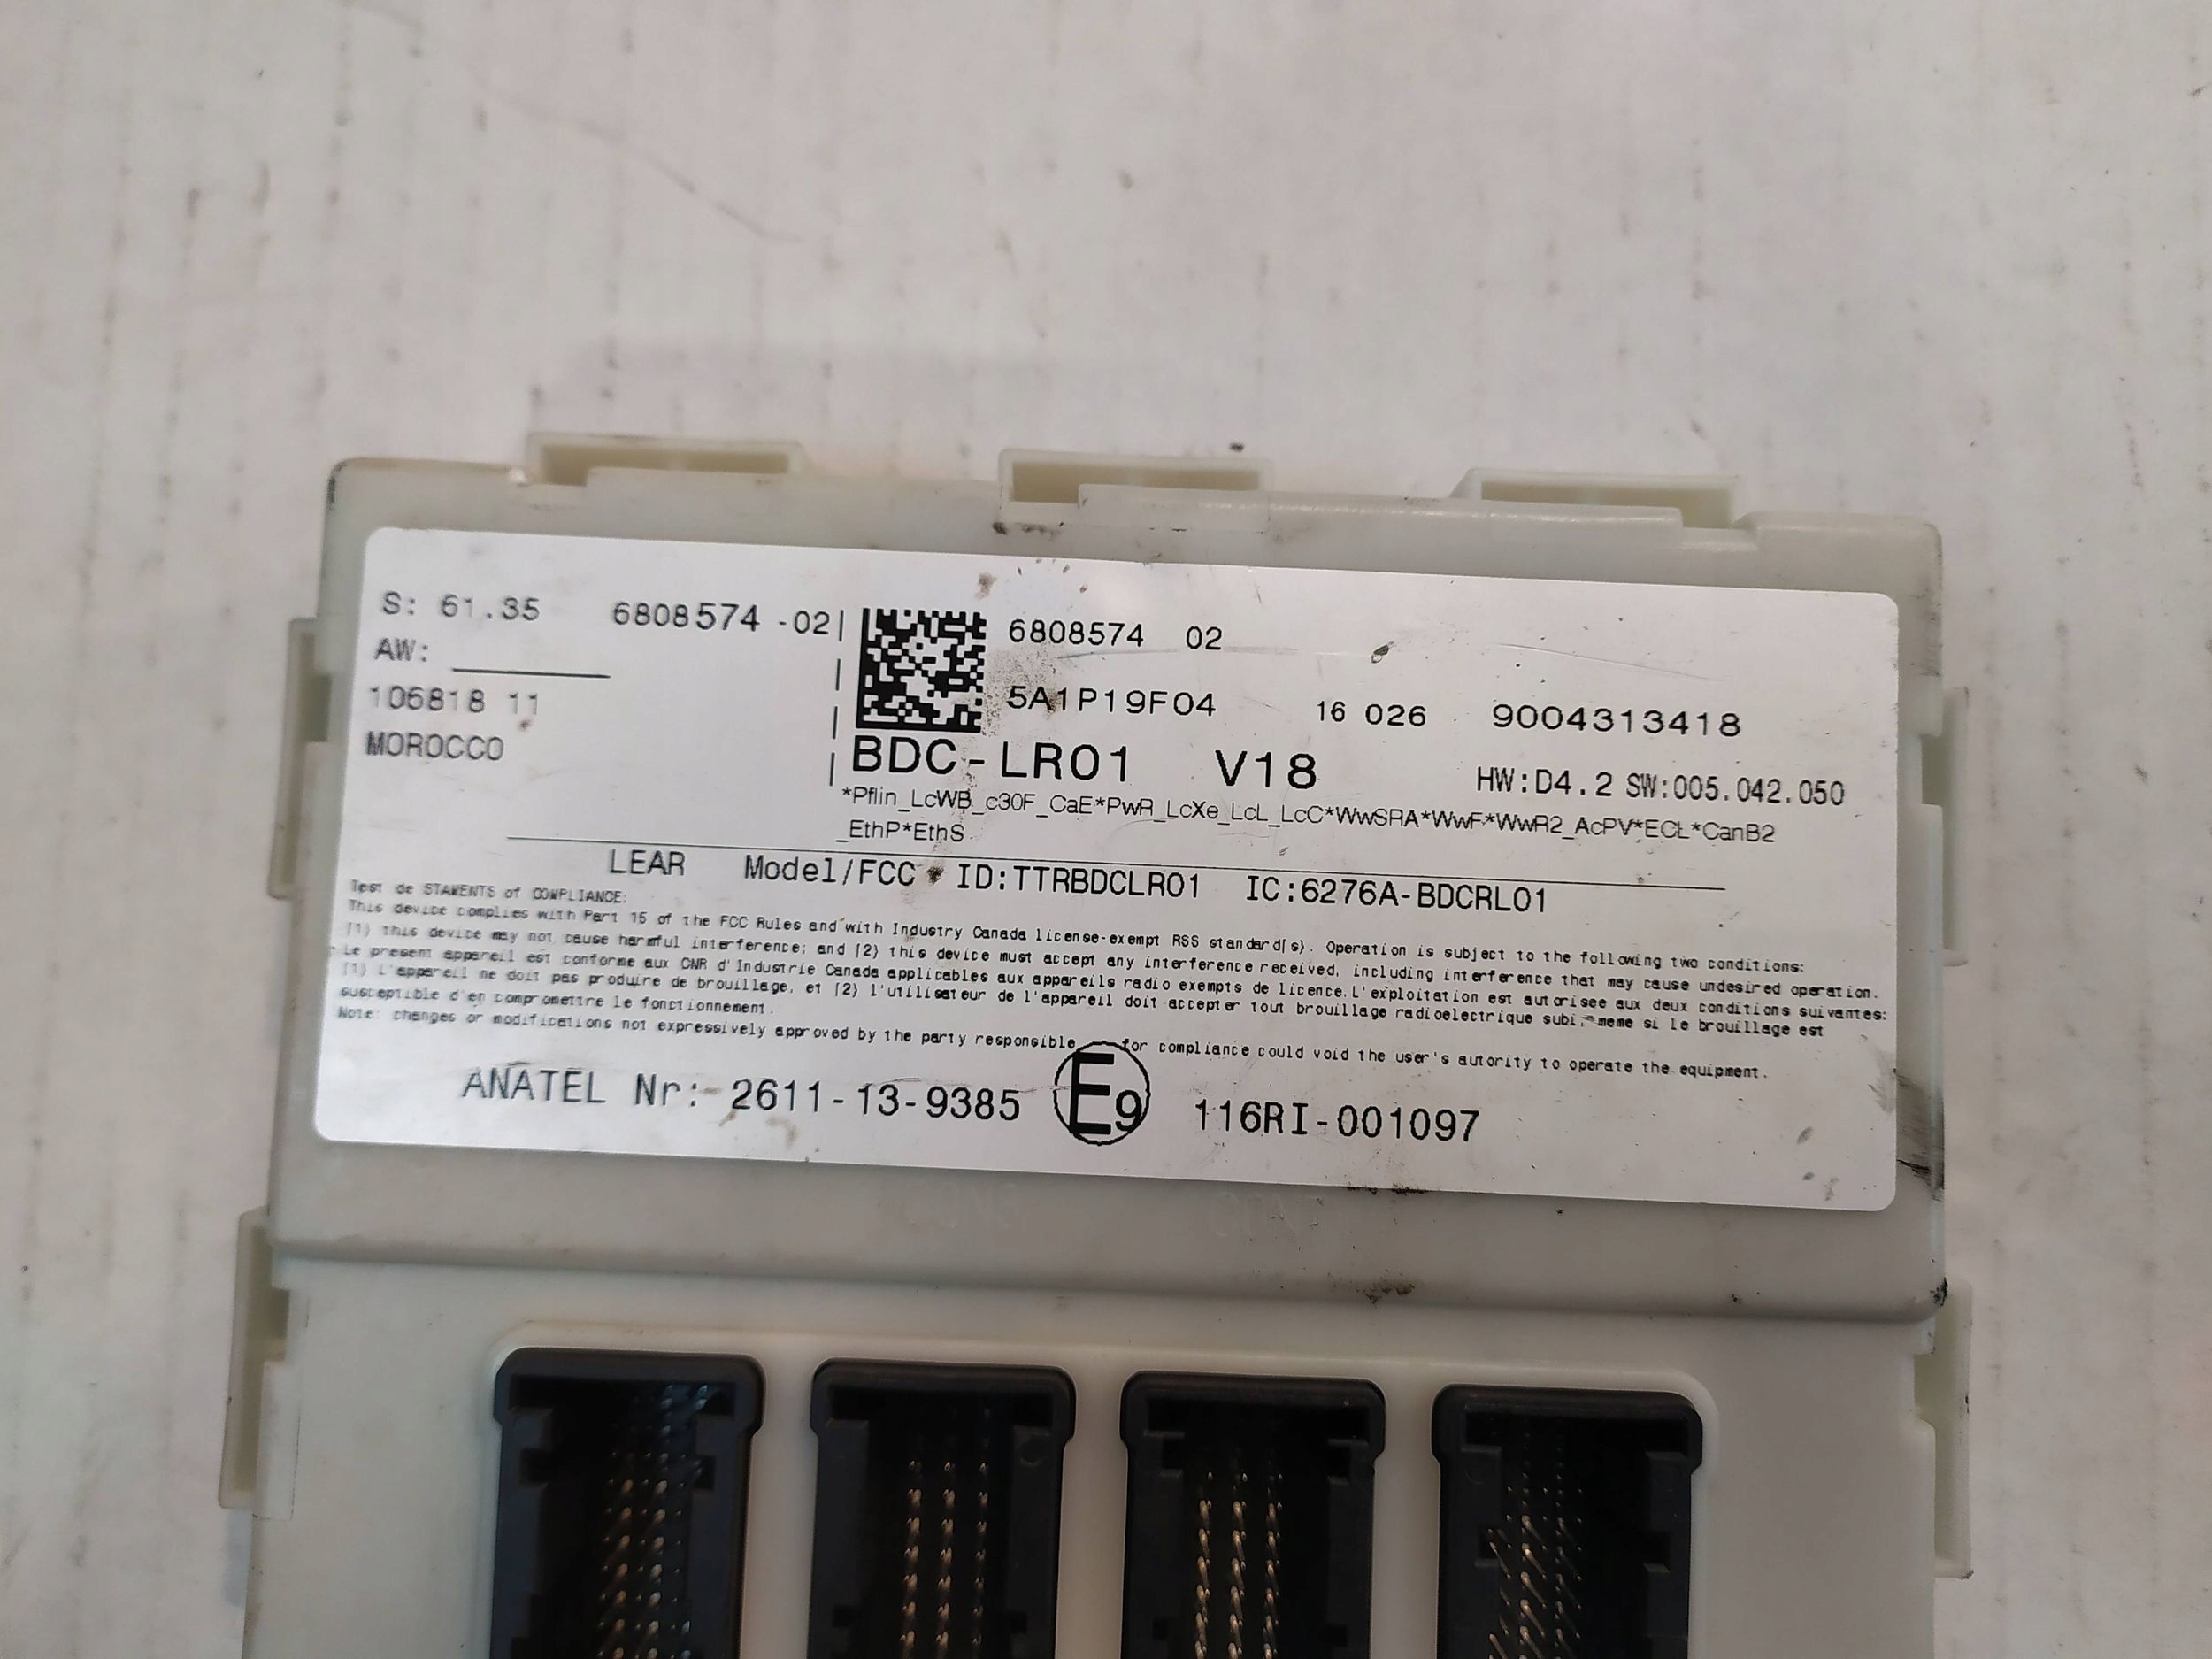 S: 61.35 6808574 -02
AW:
106818 11
MOROCCO
6808574 02
5A1P19F04 16 026 9004313418
BDC-LR01 V18 HW:D4.2 SW:005.042.050
*Pflin_LcWB_c30F_CaE*PwR_LcXe_LcL_LcC*WwSRA*WwF*WwR2_AcPV*ECL*CanB2
_EthP*EthS
LEAR Model/FCC ID:TTRBDCLR01 IC:6276A-BDCRL01
Test de STAMENTS of COMPLIANCE:
This device complies with Part 15 of the FCC Rules and with Industry Canada license-exempt RSS standard(s). Operation is subject to the following two conditions:
(1) this device may not cause harmful interference; and (2) this device must accept any interference received, including interference that may cause undesired operation.
Le present appareil est conforme aux CNR d'Industrie Canada applicables aux appareils radio exempts de licence.L'exploitation est autorisee aux deux conditions suivantes:
(1) L'appareil ne doit pas produire de brouillage, et (2) l'utilisateur de l'appareil doit accepter tout brouillage radioelectrique subi, meme si le brouillage est
susceptible d'en compromettre le fonctionnement.
Note: changes or modifications not expressively approved by the party responsible for compliance could void the user's autority to operate the equipment.
ANATEL Nr: 2611-13-9385 E9 116RI-001097